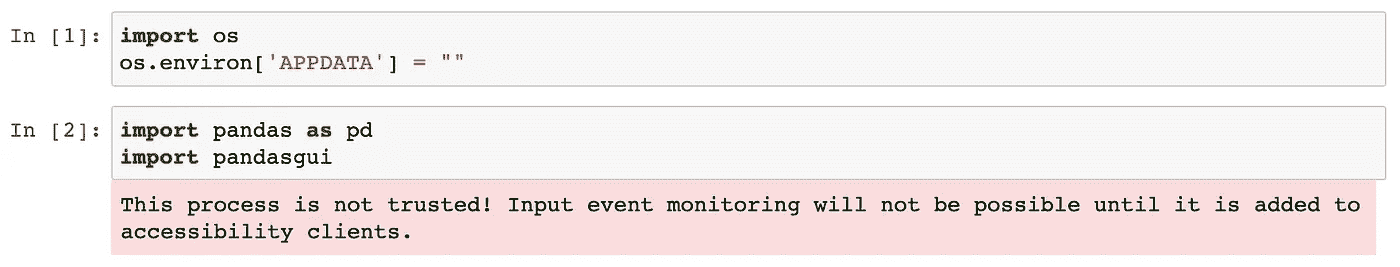 In [1]: import os
os.environ['APPDATA'] = ""
In [2]: import pandas as pd
import pandasgui
This process is not trusted! Input event monitoring will not be possible until it is added to
accessibility clients.